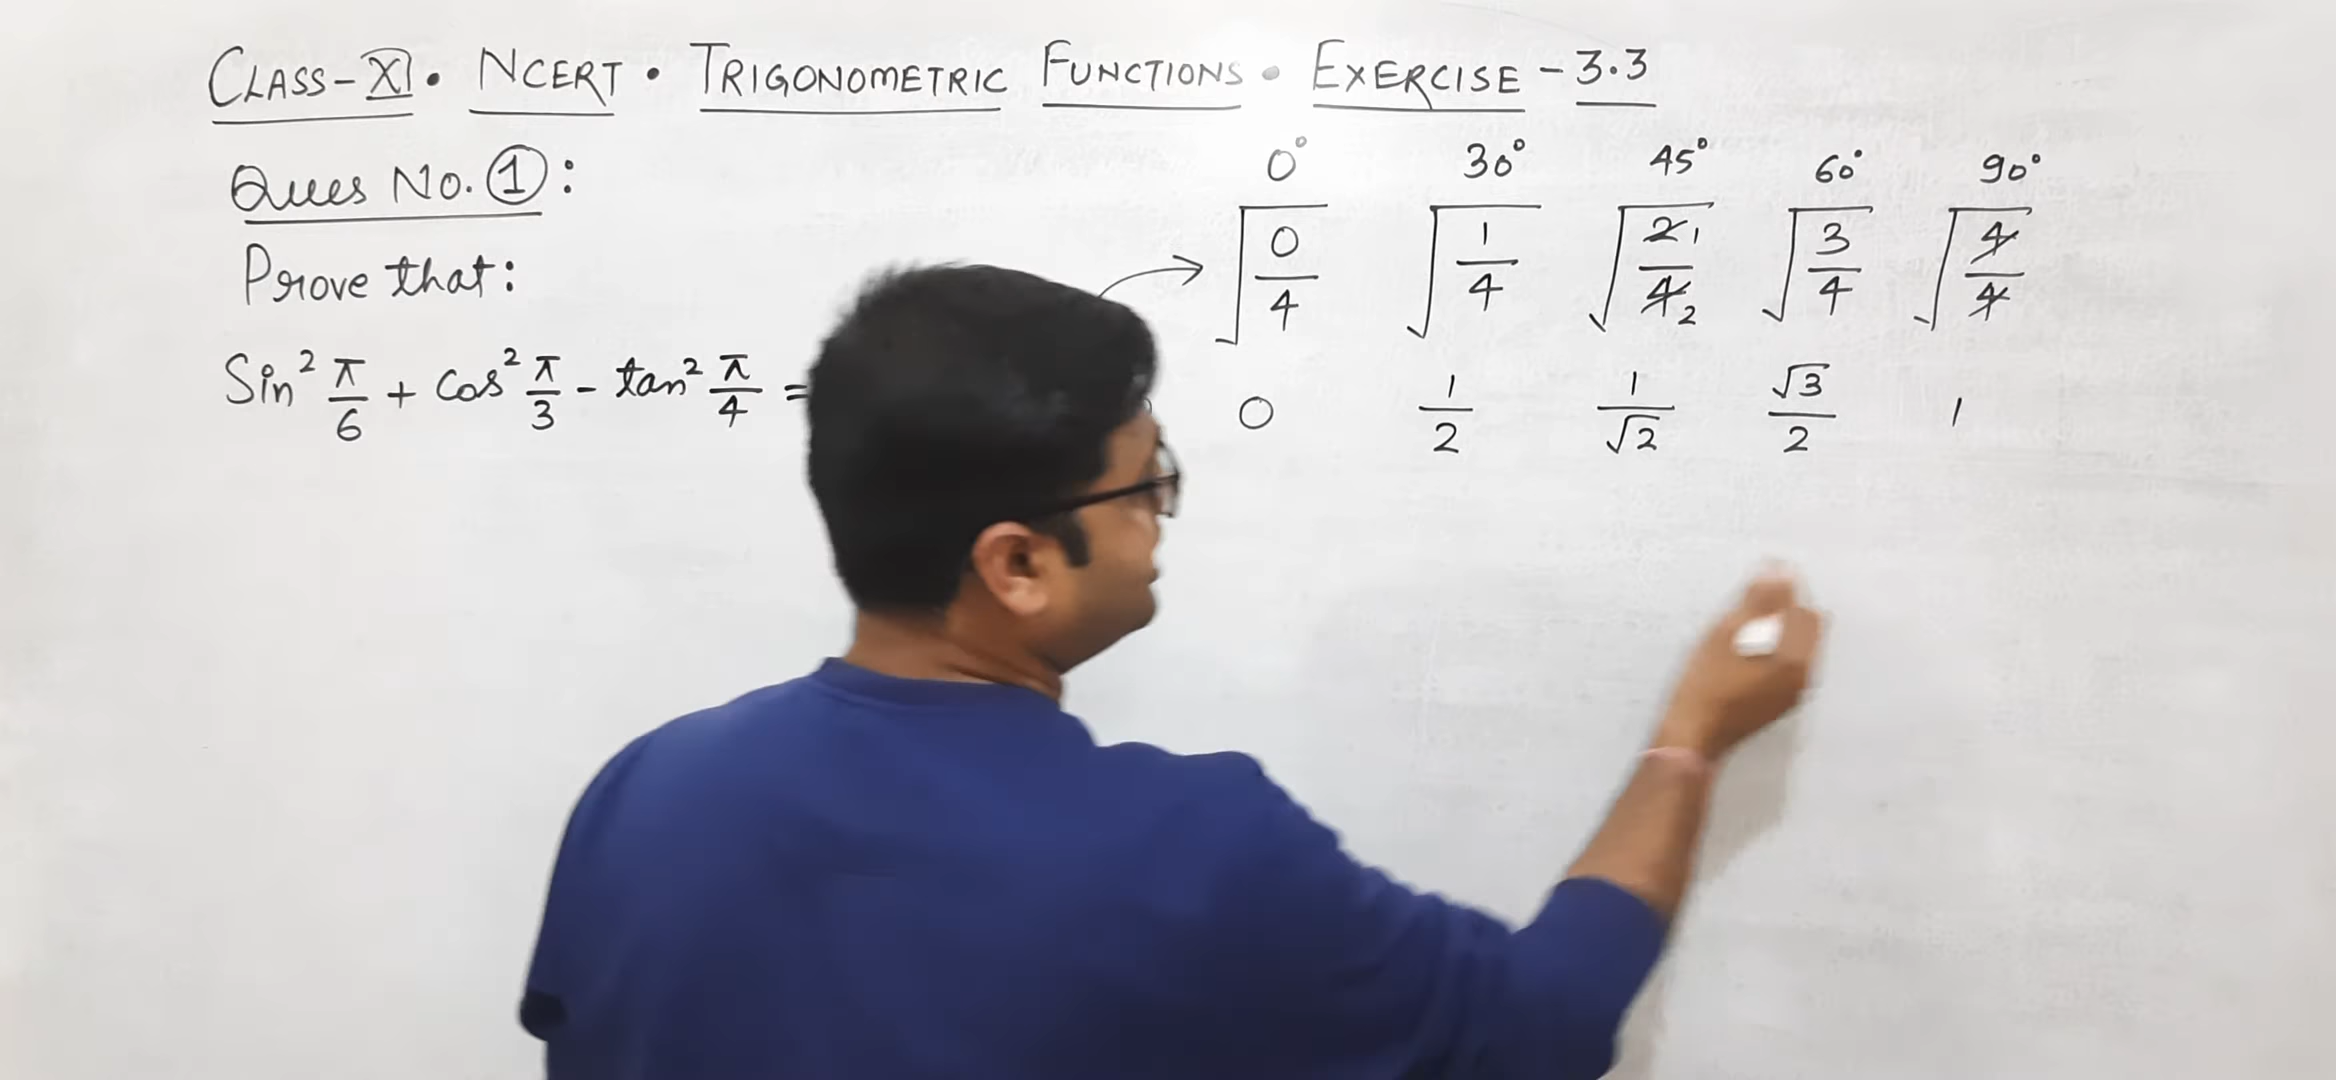 CLASS-XI • NCERT • TRIGONOMETRIC FUNCTIONS • EXERCISE - 3.3
Ques No. ①:
Prove that:
Sin² π/6 + cos² π/3 - tan² π/4 =
0° 30° 45° 60° 90°
√(0/4) √(1/4) √(2 1/4 2) √(3/4) √(4/4)
0 1/2 1/√2 √3/2 1